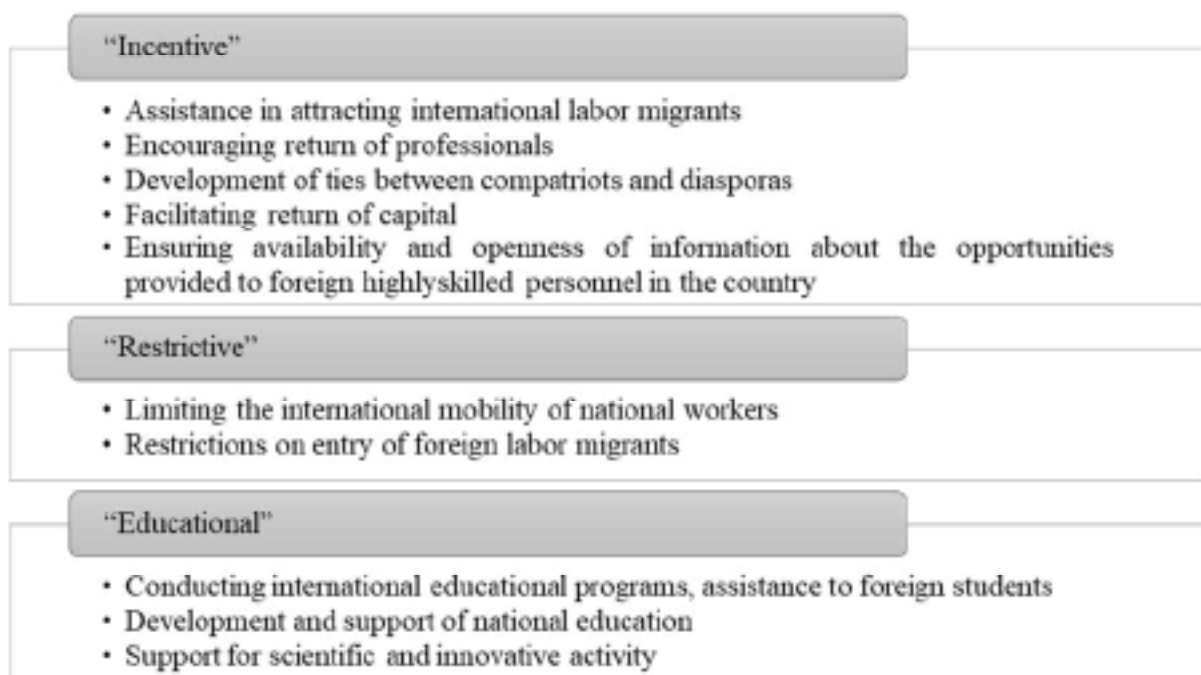 “Incentive”
• Assistance in attracting international labor migrants
• Encouraging return of professionals
• Development of ties between compatriots and diasporas
• Facilitating return of capital
• Ensuring availability and openness of information about the opportunities
provided to foreign highlyskilled personnel in the country
“Restrictive”
• Limiting the international mobility of national workers
• Restrictions on entry of foreign labor migrants
“Educational”
• Conducting international educational programs, assistance to foreign students
• Development and support of national education
• Support for scientific and innovative activity